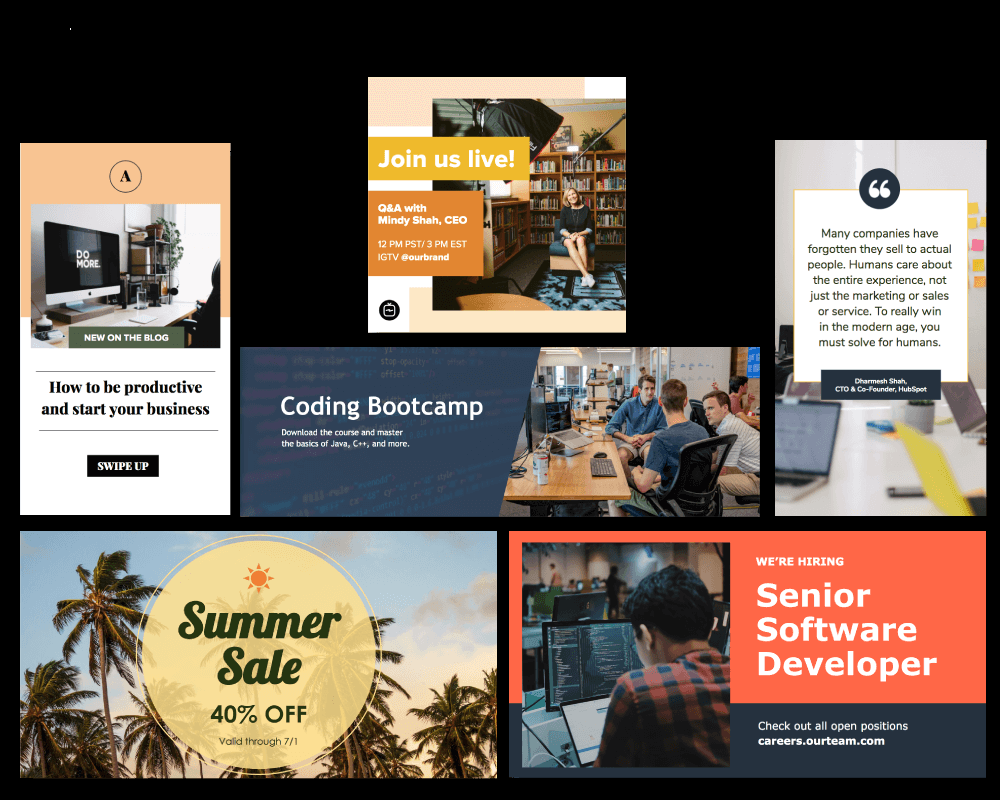 Join us live!
Q&A with
Mindy Shah, CEO
12 PM PST/ 3 PM EST
IGTV @ourbrand
A
DO
MORE.
NEW ON THE BLOG
How to be productive
and start your business
SWIPE UP
Coding Bootcamp
Download the course and master
the basics of Java, C++, and more.
“
Many companies have
forgotten they sell to actual
people. Humans care about
the entire experience, not
just the marketing or sales
or service. To really win
in the modern age, you
must solve for humans.
Dharmesh Shah,
CTO & Co-Founder, HubSpot
Summer
Sale
40% OFF
Valid through 7/1
WE'RE HIRING
Senior
Software
Developer
Check out all open positions
careers.ourteam.com